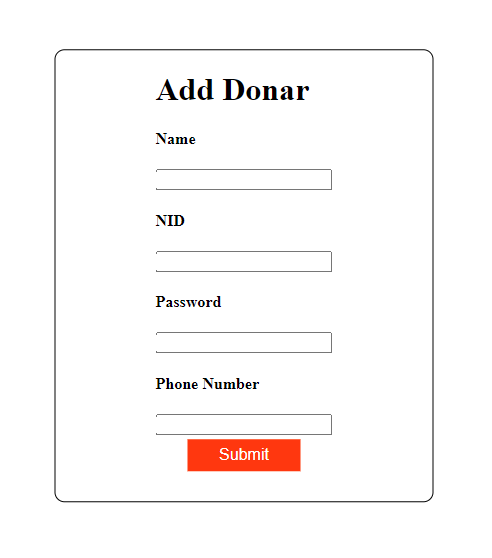 Add Donar
Name
NID
Password
Phone Number
Submit